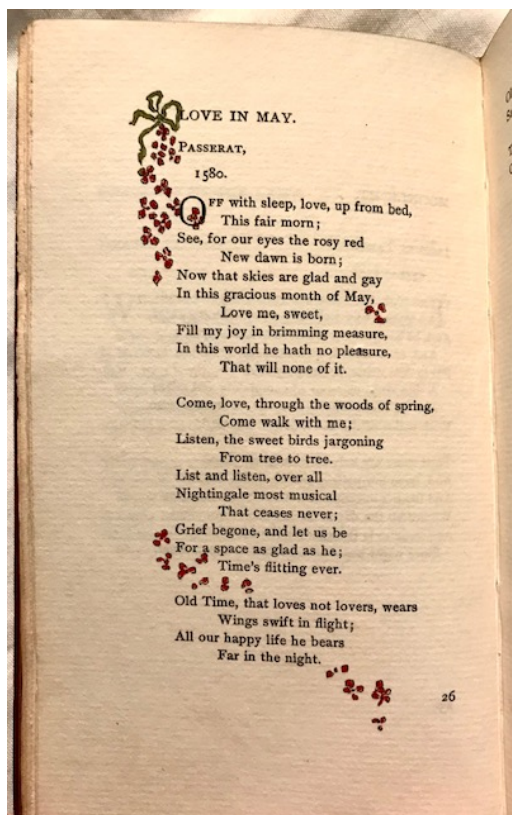 LOVE IN MAY.
PASSERAT,
1580.
OFF with sleep, love, up from bed,
This fair morn;
See, for our eyes the rosy red
New dawn is born;
Now that skies are glad and gay
In this gracious month of May,
Love me, sweet,
Fill my joy in brimming measure,
In this world he hath no pleasure,
That will none of it.
Come, love, through the woods of spring,
Come walk with me;
Listen, the sweet birds jargoning
From tree to tree.
List and listen, over all
Nightingale most musical
That ceases never;
Grief begone, and let us be
For a space as glad as he;
Time's flitting ever.
Old Time, that loves not lovers, wears
Wings swift in flight;
All our happy life he bears
Far in the night.
26